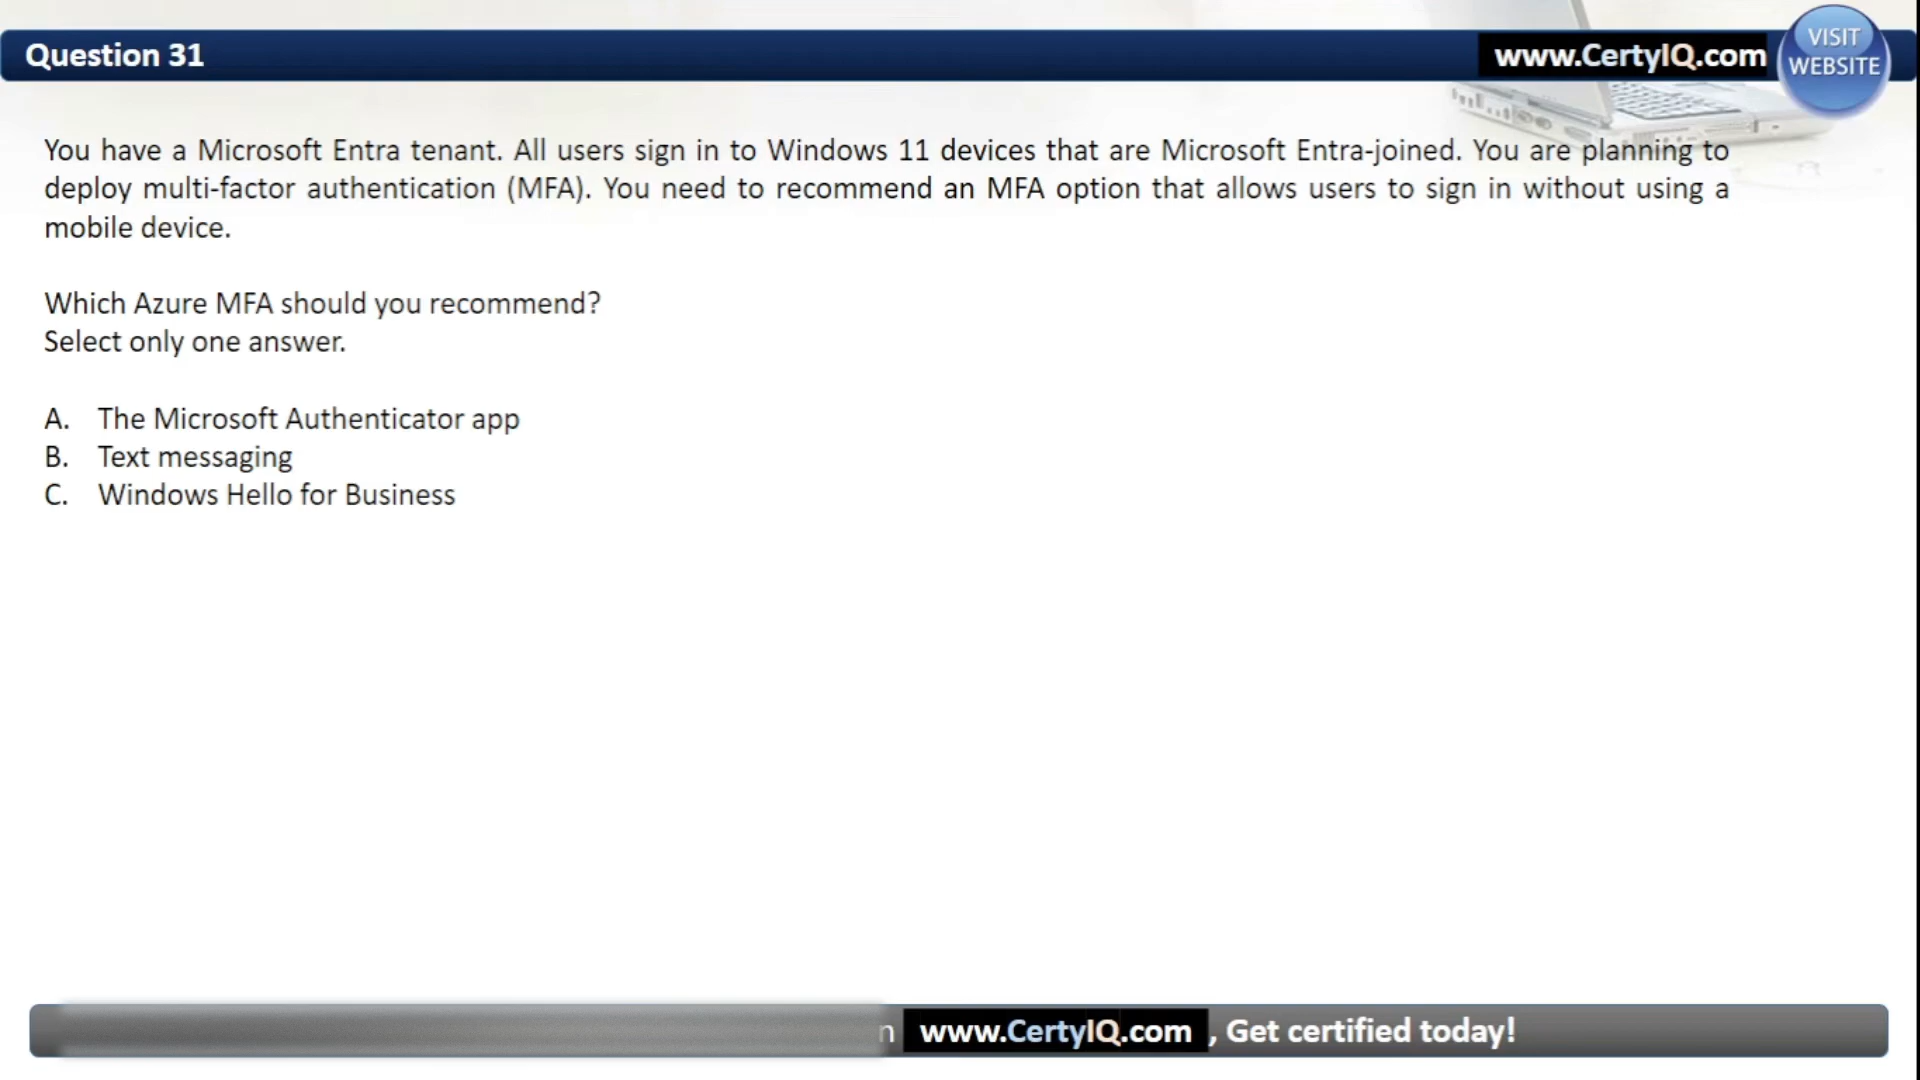 Question 31
www.CertyIQ.com
VISIT
WEBSITE
You have a Microsoft Entra tenant. All users sign in to Windows 11 devices that are Microsoft Entra-joined. You are planning to
deploy multi-factor authentication (MFA). You need to recommend an MFA option that allows users to sign in without using a
mobile device.
Which Azure MFA should you recommend?
Select only one answer.
A. The Microsoft Authenticator app
B. Text messaging
C. Windows Hello for Business
www.CertyIQ.com , Get certified today!